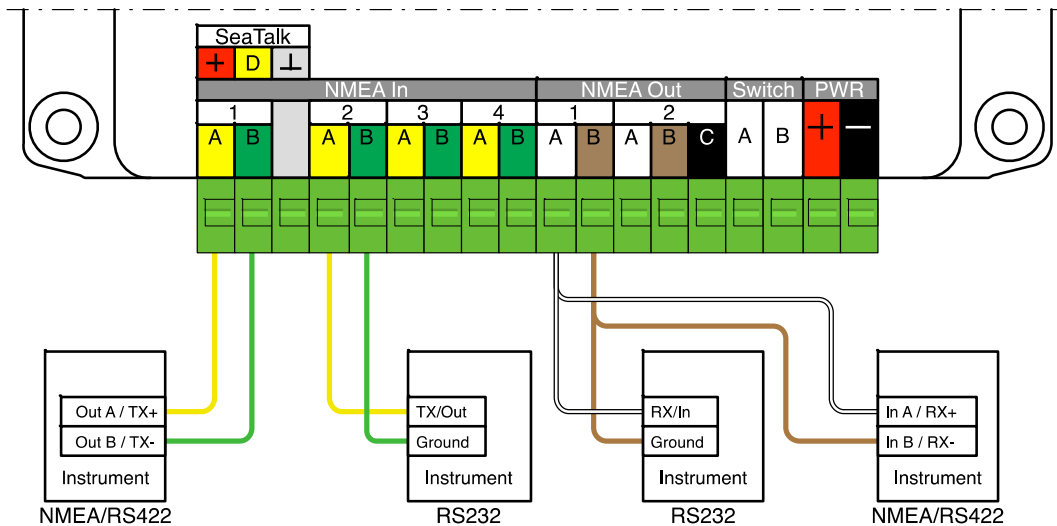 SeaTalk
+ D ⊥
NMEA In NMEA Out Switch PWR
1 2 3 4 1 2
A B A B A B A B A B A B C A B + −
Out A / TX+ TX/Out RX/In In A / RX+
Out B / TX- Ground Ground In B / RX-
Instrument Instrument Instrument Instrument
NMEA/RS422 RS232 RS232 NMEA/RS422